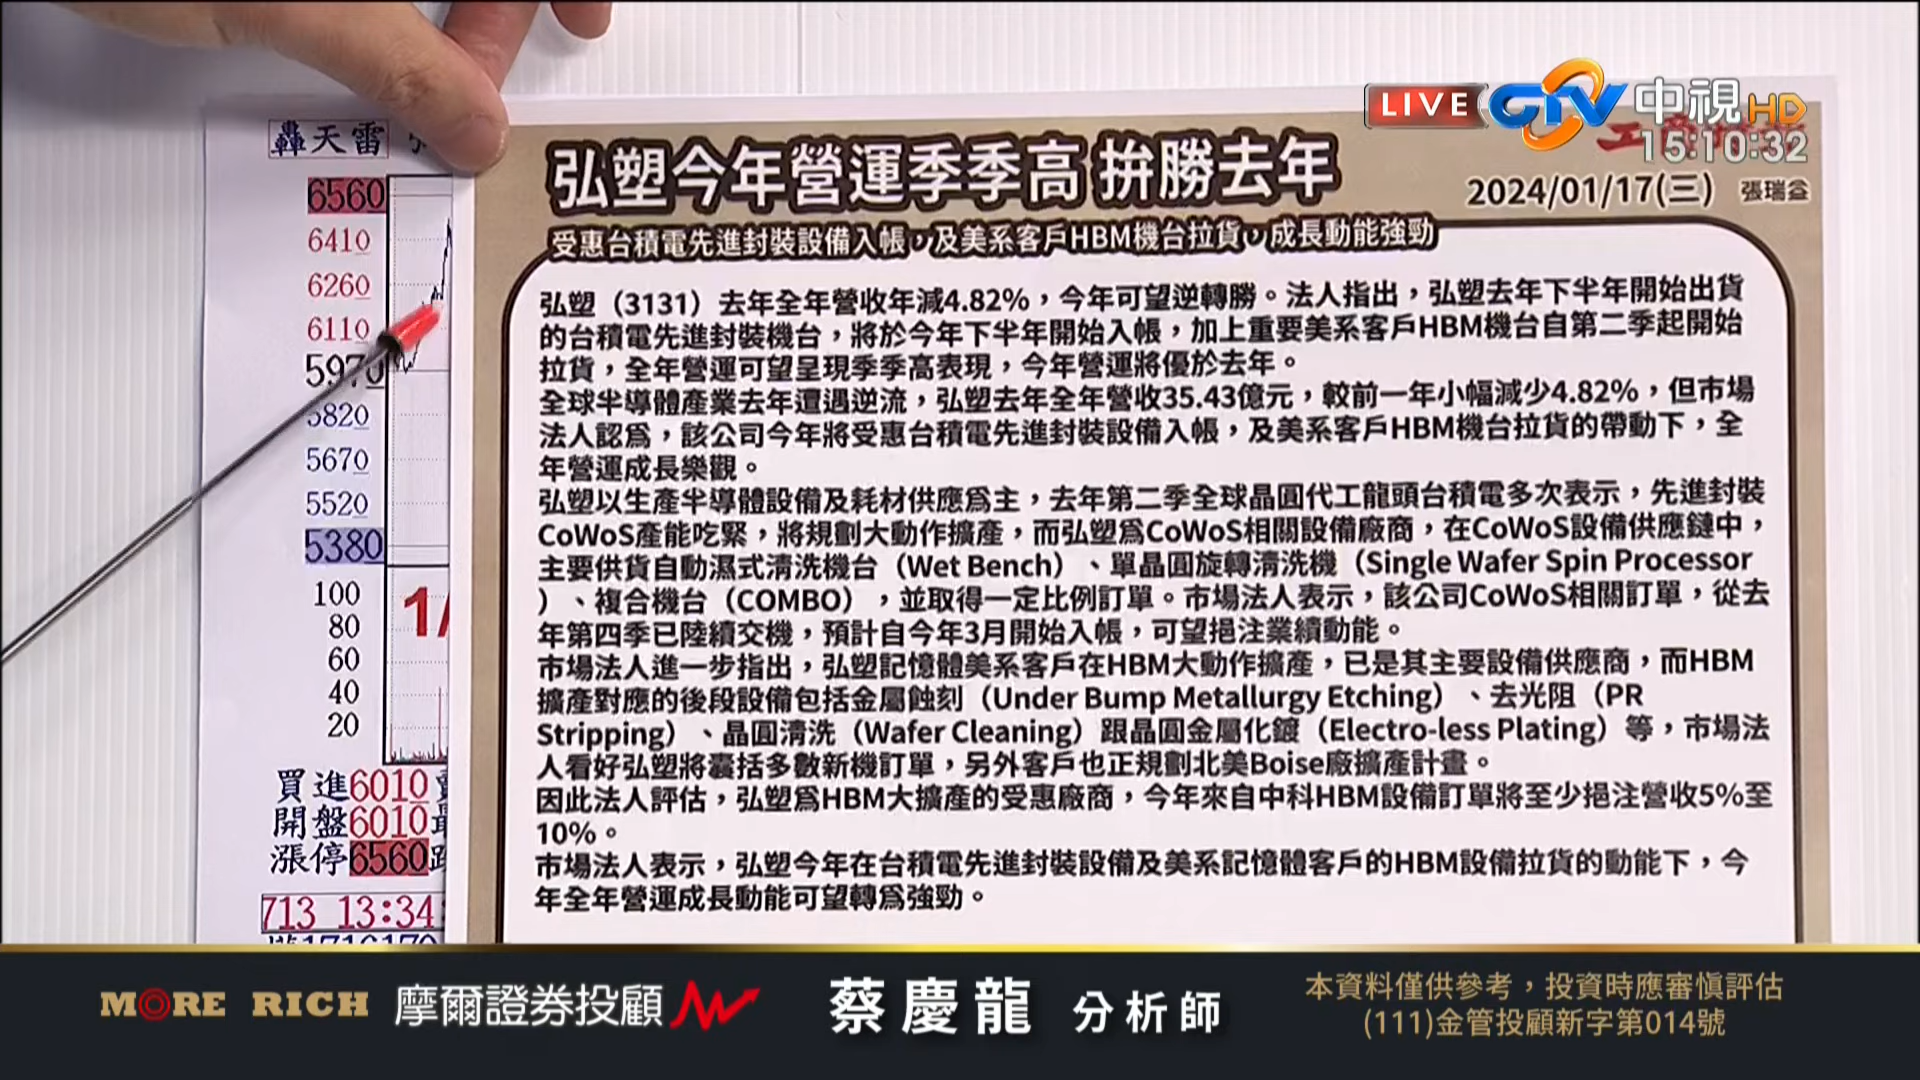 LIVE CTV 中視 HD
15:10:32
轟天雷
弘塑今年營運季季高 拚勝去年
2024/01/17(三) 張瑞益
受惠台積電先進封裝設備入帳，及美系客戶HBM機台拉貨，成長動能強勁
6560
6410
6260
6110
5970
5820
5670
5520
5380
100
80
60
40
20
1/
買進6010
開盤6010
漲停6560
713 13:34
弘塑（3131）去年全年營收年減4.82%，今年可望逆轉勝。法人指出，弘塑去年下半年開始出貨
的台積電先進封裝機台，將於今年下半年開始入帳，加上重要美系客戶HBM機台自第二季起開始
拉貨，全年營運可望呈現季季高表現，今年營運將優於去年。
全球半導體產業去年遭遇逆流，弘塑去年全年營收35.43億元，較前一年小幅減少4.82%，但市場
法人認為，該公司今年將受惠台積電先進封裝設備入帳，及美系客戶HBM機台拉貨的帶動下，全
年營運成長樂觀。
弘塑以生產半導體設備及耗材供應為主，去年第二季全球晶圓代工龍頭台積電多次表示，先進封裝
CoWoS產能吃緊，將規劃大動作擴產，而弘塑為CoWoS相關設備廠商，在CoWoS設備供應鏈中，
主要供貨自動濕式清洗機台（Wet Bench）、單晶圓旋轉清洗機（Single Wafer Spin Processor
）、複合機台（COMBO），並取得一定比例訂單。市場法人表示，該公司CoWoS相關訂單，從去
年第四季已陸續交機，預計自今年3月開始入帳，可望挹注業績動能。
市場法人進一步指出，弘塑記憶體美系客戶在HBM大動作擴產，已是其主要設備供應商，而HBM
擴產對應的後段設備包括金屬蝕刻（Under Bump Metallurgy Etching）、去光阻（PR
Stripping）、晶圓清洗（Wafer Cleaning）跟晶圓金屬化鍍（Electro-less Plating）等，市場法
人看好弘塑將囊括多數新機訂單，另外客戶也正規劃北美Boise廠擴產計畫。
因此法人評估，弘塑為HBM大擴產的受惠廠商，今年來自中科HBM設備訂單將至少挹注營收5%至
10%。
市場法人表示，弘塑今年在台積電先進封裝設備及美系記憶體客戶的HBM設備拉貨的動能下，今
年全年營運成長動能可望轉為強勁。
MORE RICH 摩爾證券投顧 蔡慶龍 分析師
本資料僅供參考，投資時應審慎評估
(111)金管投顧新字第014號